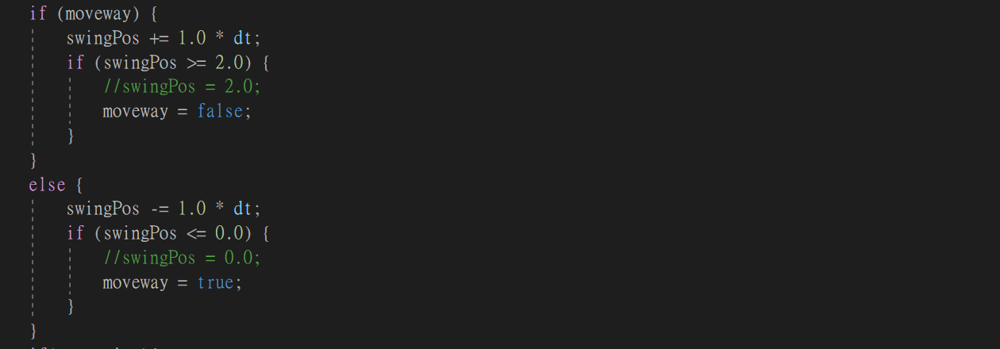 if (moveway) {
swingPos += 1.0 * dt;
if (swingPos >= 2.0) {
//swingPos = 2.0;
moveway = false;
}
}
else {
swingPos -= 1.0 * dt;
if (swingPos <= 0.0) {
//swingPos = 0.0;
moveway = true;
}
}